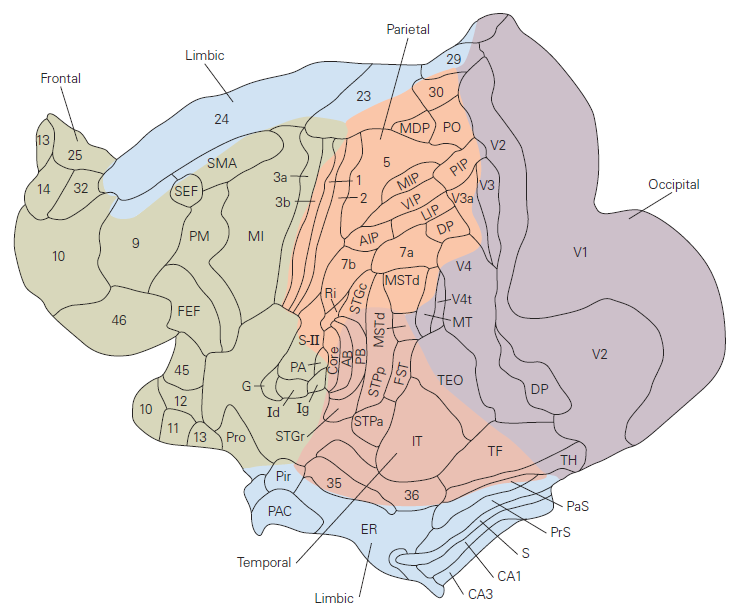 Parietal
Limbic
29
Frontal
30
23
24
MDP
PO
13
V2
25
SMA
5
3a
1
MIP
PIP
V3
14
32
SEF
2
3b
VIP
V3a
Occipital
LIP
DP
9
PM
MI
AIP
7a
V1
10
7b
V4
MSTd
Ri
STGc
V4t
46
FEF
MT
MSTd
S-II
V2
Core
AB
PB
PA
45
STPp
FST
TEO
G
DP
12
Id
Ig
10
11
13
Pro
STGr
STPa
IT
TF
TH
Pir
35
36
PaS
PAC
ER
PrS
S
Temporal
CA1
Limbic
CA3